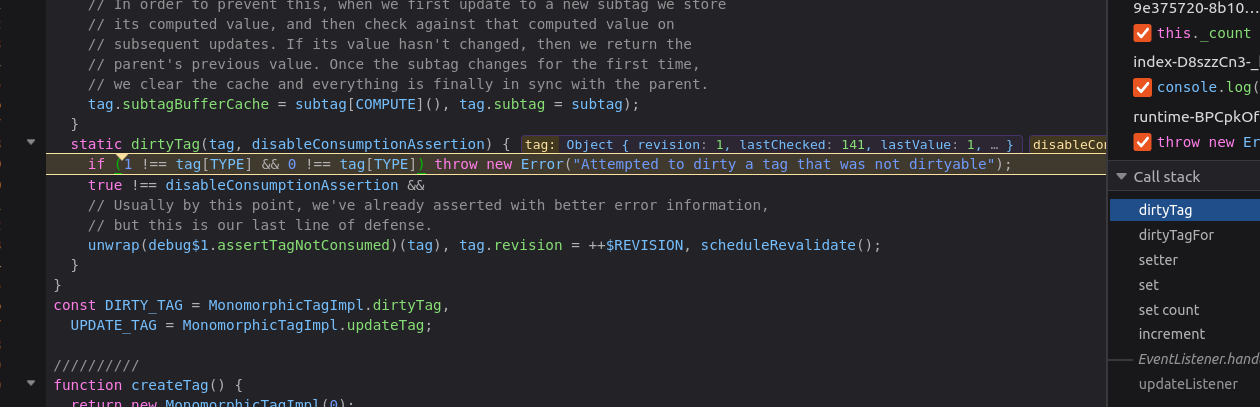 // In order to prevent this, when we first update to a new subtag we store
// its computed value, and then check against that computed value on
// subsequent updates. If its value hasn't changed, then we return the
// parent's previous value. Once the subtag changes for the first time,
// we clear the cache and everything is finally in sync with the parent.
tag.subtagBufferCache = subtag[COMPUTE](), tag.subtag = subtag);
}
static dirtyTag(tag, disableConsumptionAssertion) { tag: Object { revision: 1, lastChecked: 141, lastValue: 1, … } disableCon
if (1 !== tag[TYPE] && 0 !== tag[TYPE]) throw new Error("Attempted to dirty a tag that was not dirtyable");
true !== disableConsumptionAssertion &&
// Usually by this point, we've already asserted with better error information,
// but this is our last line of defense.
unwrap(debug$1.assertTagNotConsumed)(tag), tag.revision = ++$REVISION, scheduleRevalidate();
}
}
const DIRTY_TAG = MonomorphicTagImpl.dirtyTag,
UPDATE_TAG = MonomorphicTagImpl.updateTag;
//////////
function createTag() {
return new MonomorphicTagImpl(0);
9e375720-8b10…
this._count
index-D8szzCn3-_
console.log(
runtime-BPCpkOf
throw new Er
Call stack
dirtyTag
dirtyTagFor
setter
set
set count
increment
EventListener.hand
updateListener